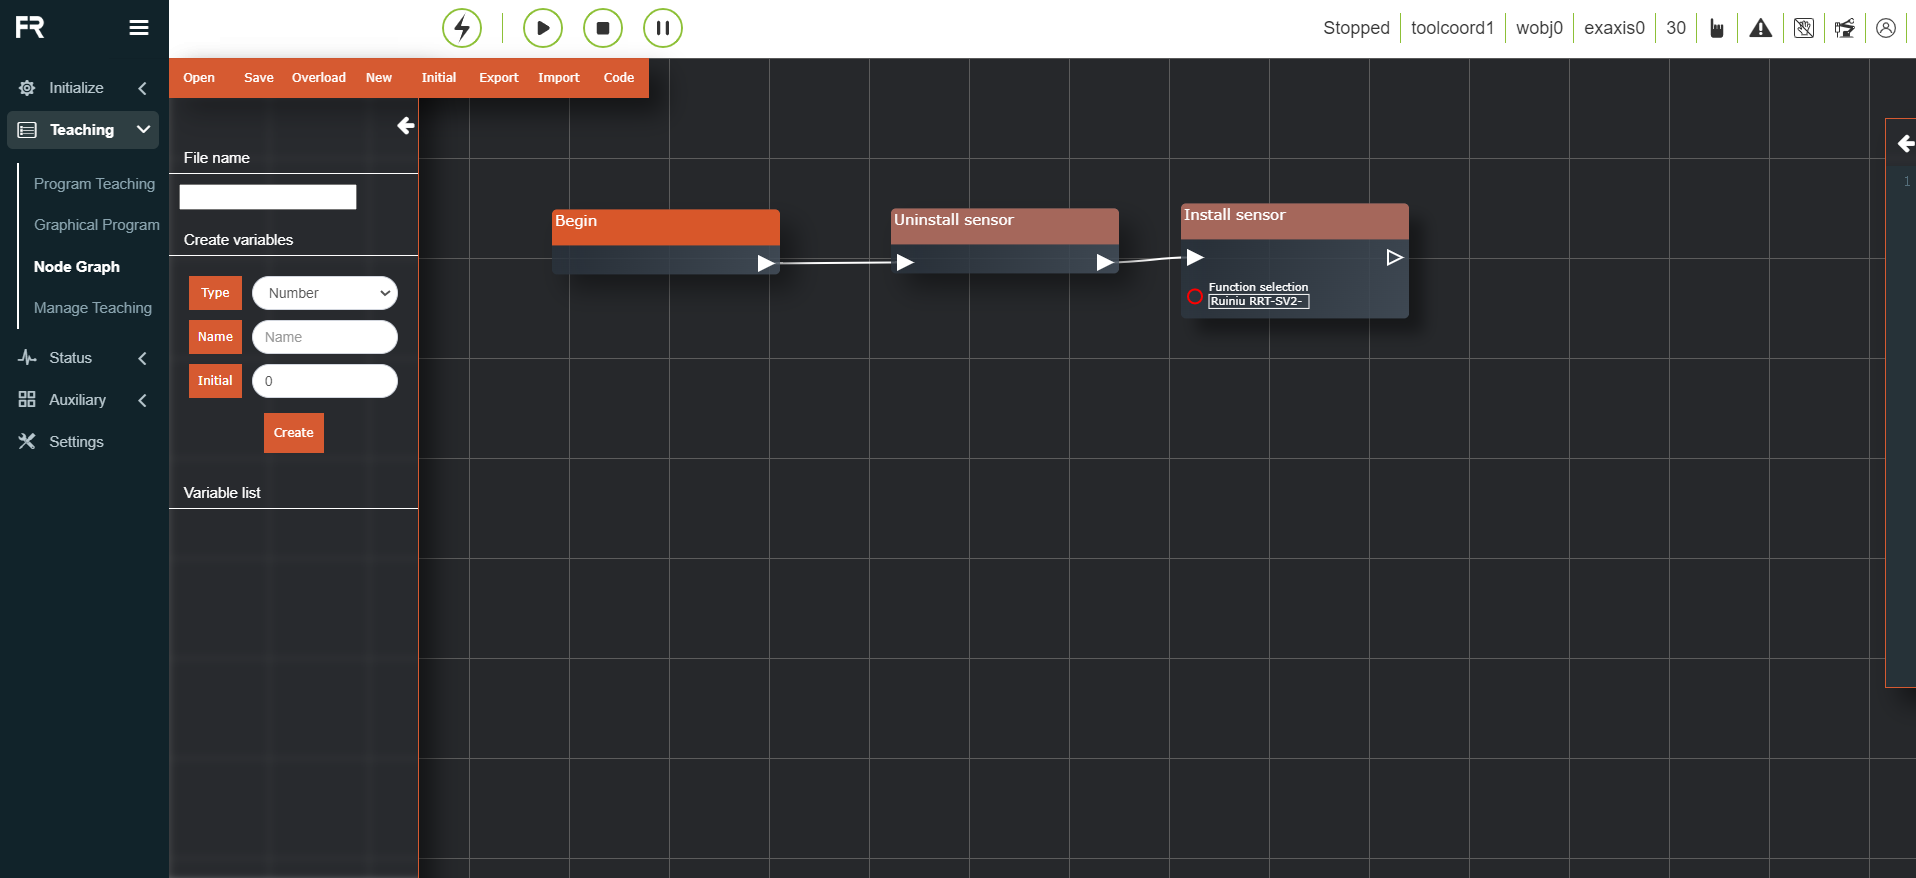 FR
Stopped
toolcoord1
wobj0
exaxis0
30
Initialize
Teaching
Program Teaching
Graphical Program
Node Graph
Manage Teaching
Status
Auxiliary
Settings
Open Save Overload New Initial Export Import Code
File name
Create variables
Type Number
Name Name
Initial 0
Create
Variable list
Begin
Uninstall sensor
Install sensor
Function selection
Ruiniu RRT-SV2-
1